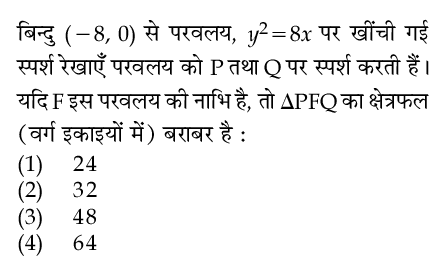 बिन्दु (−8, 0) से परवलय, y²=8x पर खींची गई
स्पर्श रेखाएँ परवलय को P तथा Q पर स्पर्श करती हैं।
यदि F इस परवलय की नाभि है, तो ΔPFQ का क्षेत्रफल
(वर्ग इकाइयों में) बराबर है :
(1) 24
(2) 32
(3) 48
(4) 64